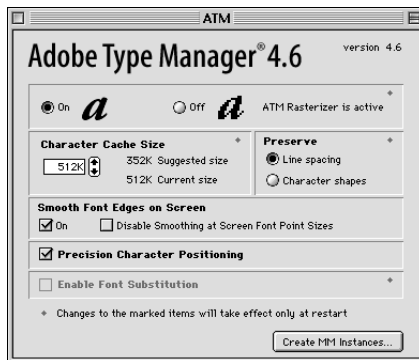 ATM
Adobe Type Manager® 4.6
version 4.6
On a Off a ATM Rasterizer is active
Character Cache Size
512K 352K Suggested size
512K Current size
Preserve
Line spacing
Character shapes
Smooth Font Edges on Screen
On Disable Smoothing at Screen Font Point Sizes
Precision Character Positioning
Enable Font Substitution
Changes to the marked items will take effect only at restart
Create MM Instances...